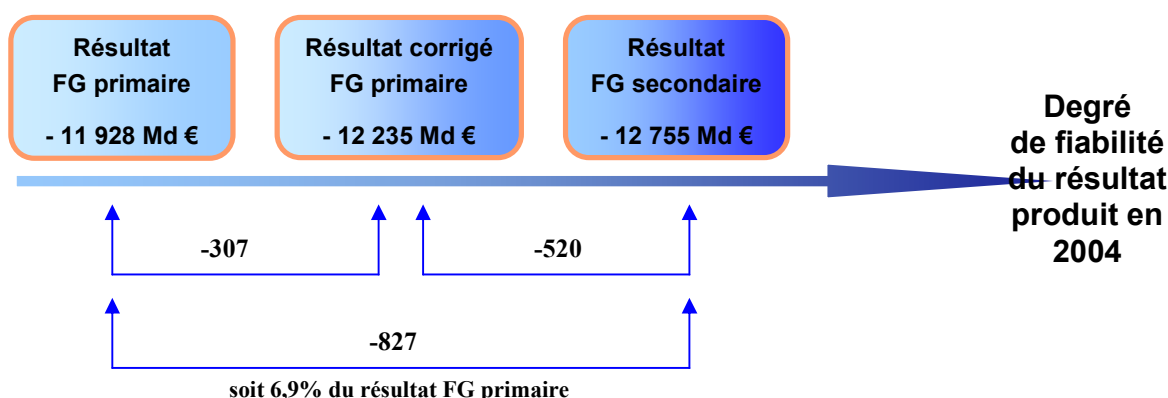 Résultat
FG primaire
- 11 928 Md €
Résultat corrigé
FG primaire
- 12 235 Md €
Résultat
FG secondaire
- 12 755 Md €
Degré
de fiabilité
du résultat
produit en
2004
-307
-520
-827
soit 6,9% du résultat FG primaire